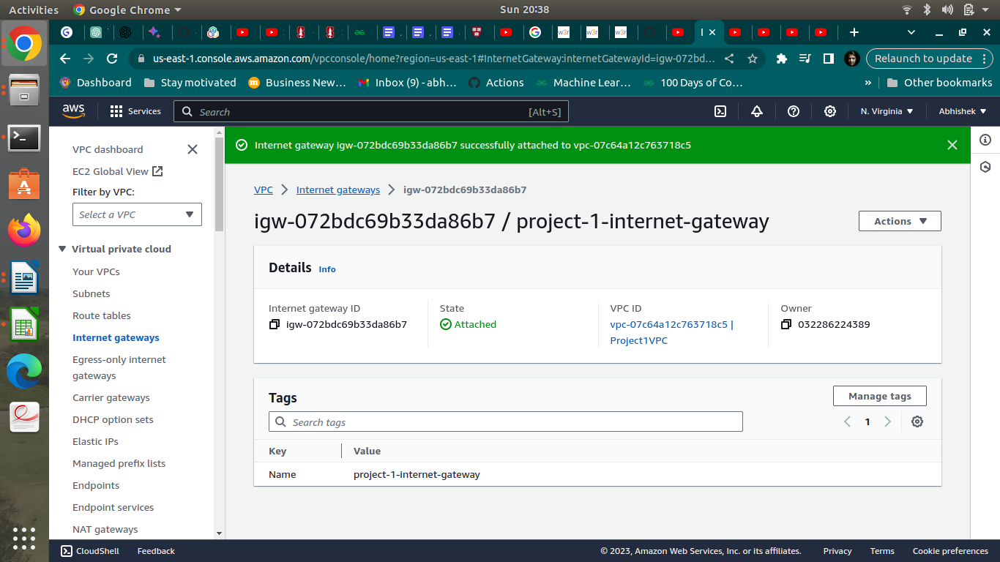 Activities
Google Chrome
Sun 20:38
us-east-1.console.aws.amazon.com/vpcconsole/home?region=us-east-1#InternetGateway:internetGatewayId=igw-072bd...
Relaunch to update
Dashboard
Stay motivated
Business New...
Inbox (9) - abh...
Actions
Machine Lear...
100 Days of Co...
»
Other bookmarks
aws
Services
Search
[Alt+S]
N. Virginia
Abhishek
VPC dashboard
EC2 Global View
Filter by VPC:
Select a VPC
Virtual private cloud
Your VPCs
Subnets
Route tables
Internet gateways
Egress-only internet
gateways
Carrier gateways
DHCP option sets
Elastic IPs
Managed prefix lists
Endpoints
Endpoint services
NAT gateways
Internet gateway igw-072bdc69b33da86b7 successfully attached to vpc-07c64a12c763718c5
VPC
Internet gateways
igw-072bdc69b33da86b7
igw-072bdc69b33da86b7 / project-1-internet-gateway
Actions
Details Info
Internet gateway ID
igw-072bdc69b33da86b7
State
Attached
VPC ID
vpc-07c64a12c763718c5 |
Project1VPC
Owner
032286224389
Tags
Manage tags
Search tags
1
Key
Value
Name
project-1-internet-gateway
CloudShell
Feedback
© 2023, Amazon Web Services, Inc. or its affiliates.
Privacy
Terms
Cookie preferences